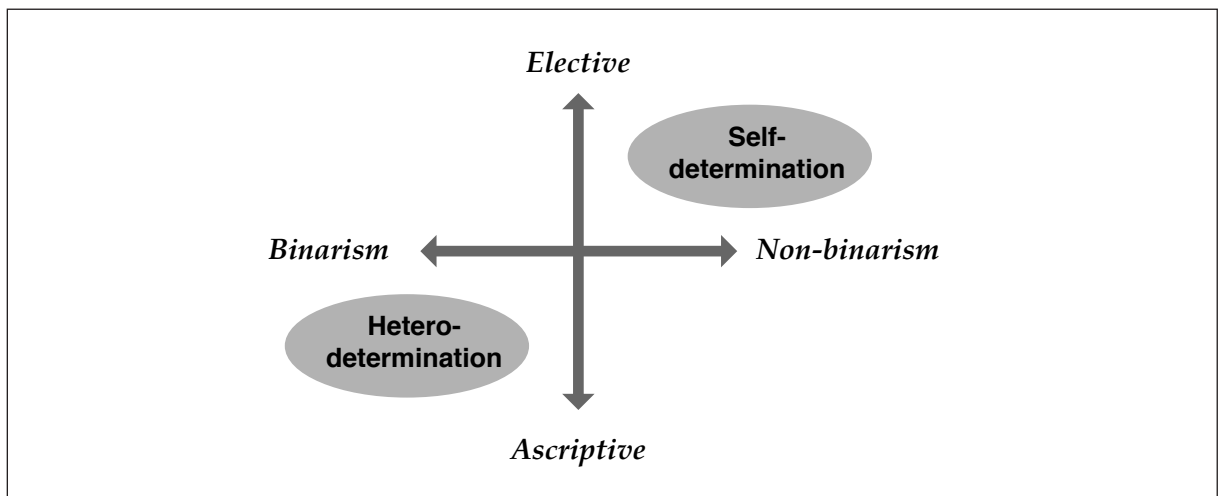 Elective
Self-
determination
Binarism
Non-binarism
Hetero-
determination
Ascriptive